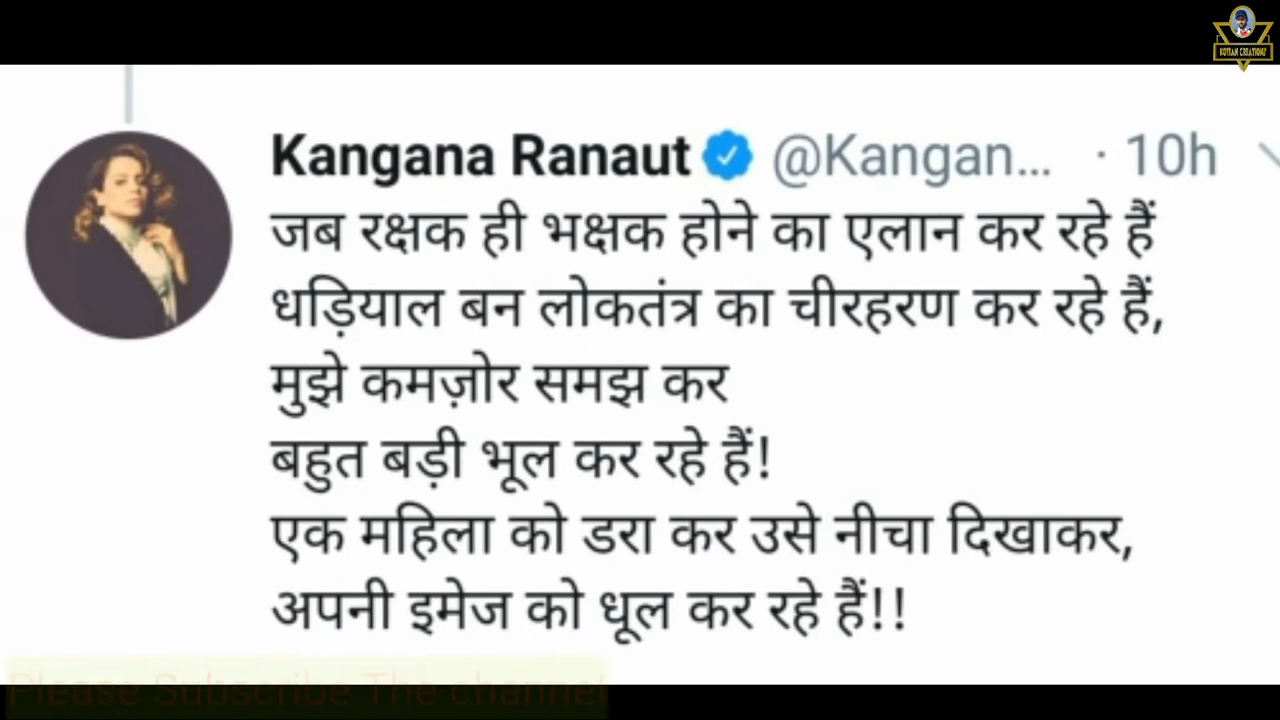 KOTIAN CREATIONS
Kangana Ranaut @Kangan... · 10h
जब रक्षक ही भक्षक होने का एलान कर रहे हैं
धड़ियाल बन लोकतंत्र का चीरहरण कर रहे हैं,
मुझे कमज़ोर समझ कर
बहुत बड़ी भूल कर रहे हैं!
एक महिला को डरा कर उसे नीचा दिखाकर,
अपनी इमेज को धूल कर रहे हैं!!
Please Subscribe The channel